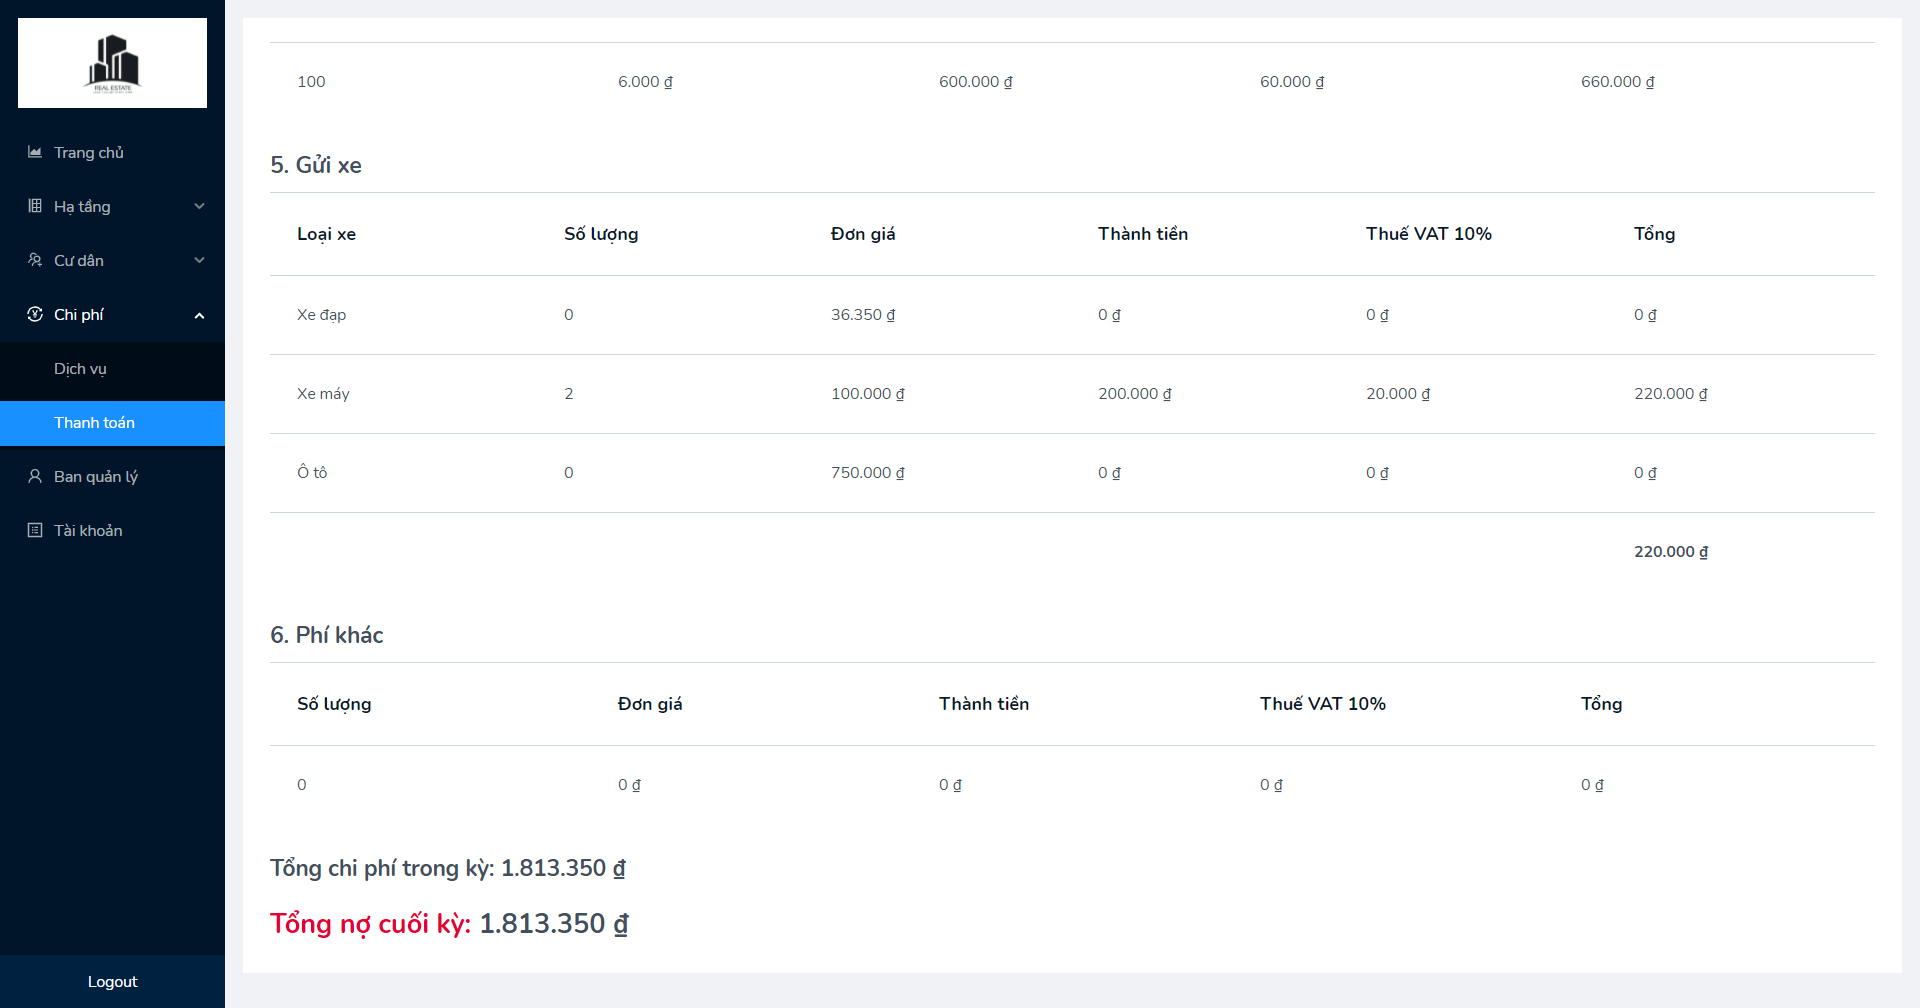 REAL ESTATE
Trang chủ
Hạ tầng
Cư dân
Chi phí
Dịch vụ
Thanh toán
Ban quản lý
Tài khoản
Logout
100 6.000 ₫ 600.000 ₫ 60.000 ₫ 660.000 ₫
5. Gửi xe
Loại xe Số lượng Đơn giá Thành tiền Thuế VAT 10% Tổng
Xe đạp 0 36.350 ₫ 0 ₫ 0 ₫ 0 ₫
Xe máy 2 100.000 ₫ 200.000 ₫ 20.000 ₫ 220.000 ₫
Ô tô 0 750.000 ₫ 0 ₫ 0 ₫ 0 ₫
220.000 ₫
6. Phí khác
Số lượng Đơn giá Thành tiền Thuế VAT 10% Tổng
0 0 ₫ 0 ₫ 0 ₫ 0 ₫
Tổng chi phí trong kỳ: 1.813.350 ₫
Tổng nợ cuối kỳ: 1.813.350 ₫